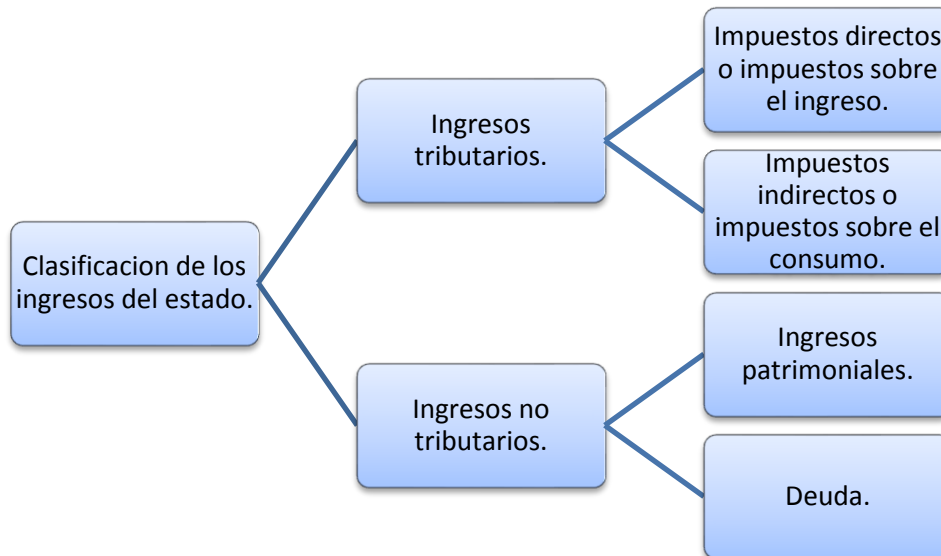 Clasificacion de los
ingresos del estado.
Ingresos
tributarios.
Impuestos directos
o impuestos sobre
el ingreso.
Impuestos
indirectos o
impuestos sobre el
consumo.
Ingresos no
tributarios.
Ingresos
patrimoniales.
Deuda.